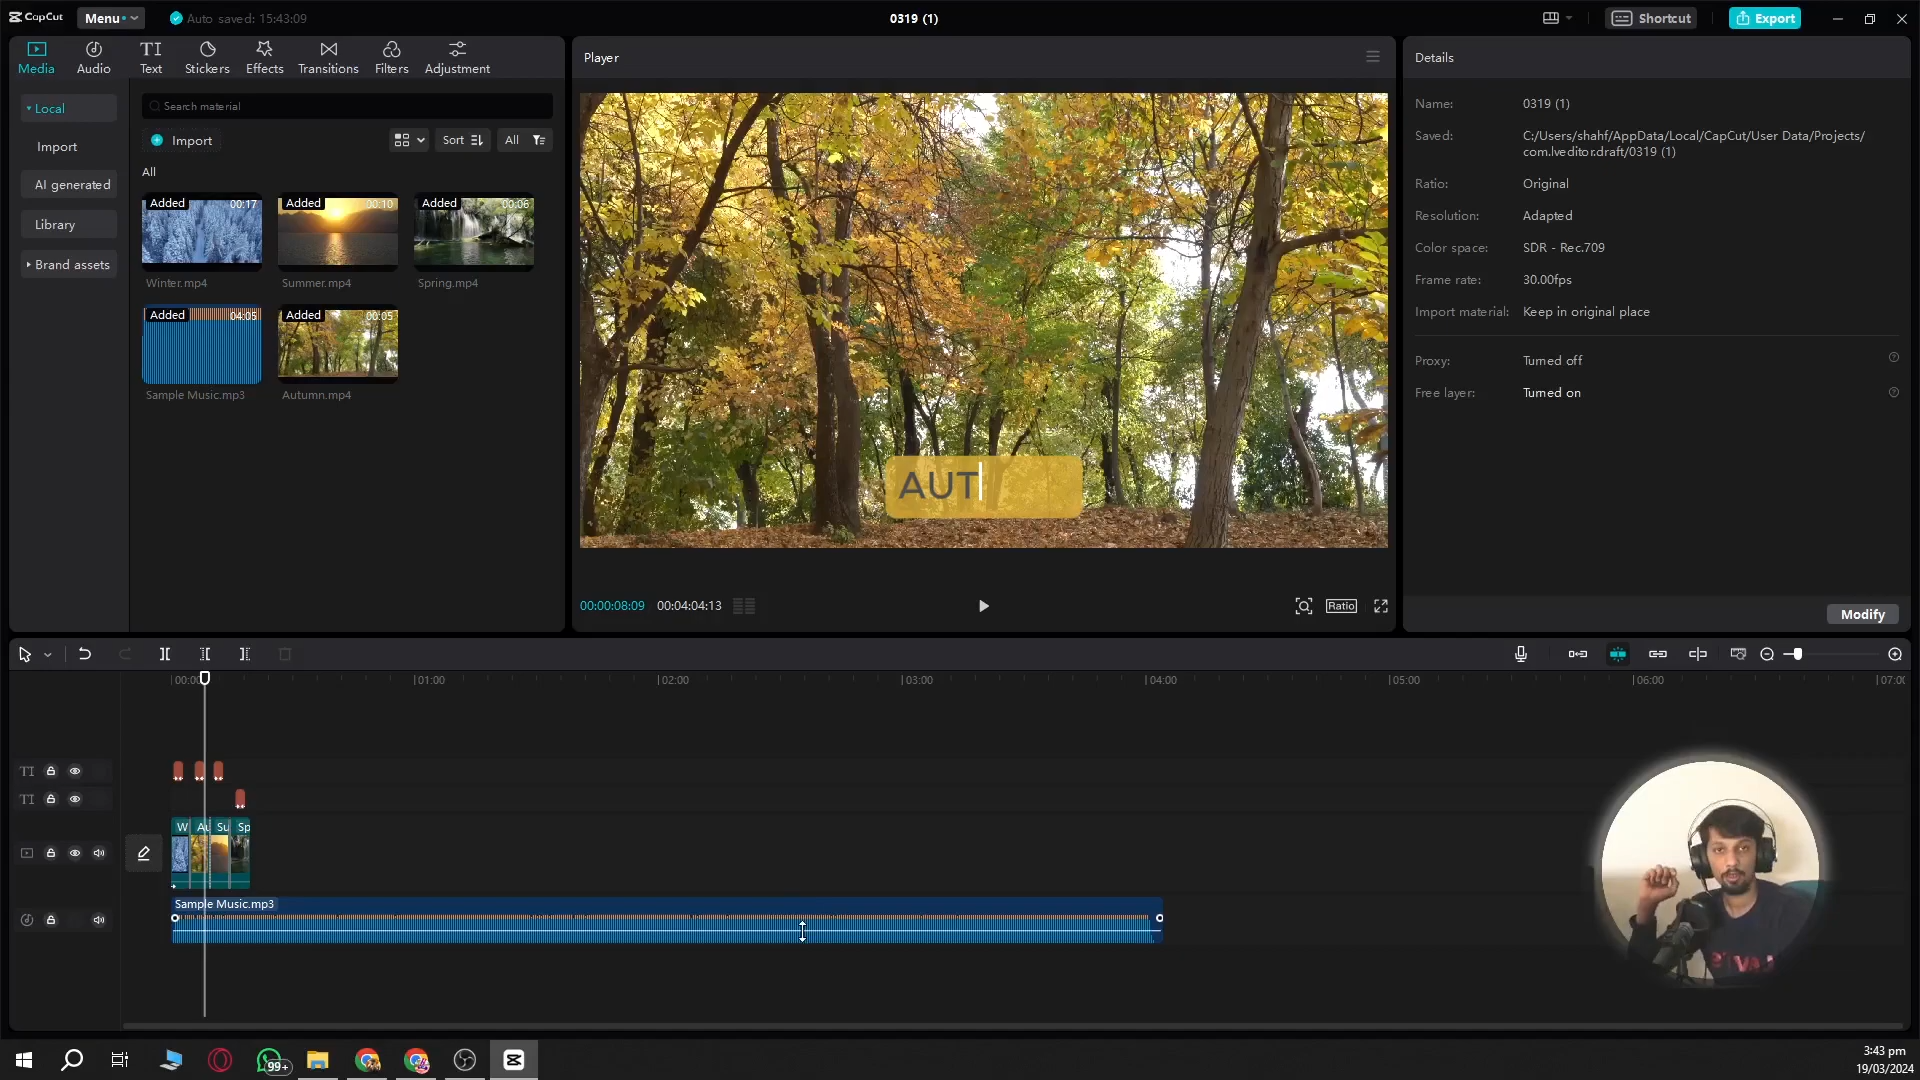 CapCut
Menu
Auto saved: 15:43:09
0319 (1)
Shortcut
Export
Media
Audio
TI
Text
Stickers
Effects
Transitions
Filters
Adjustment
Player
Details
Local
Import
AI generated
Library
Brand assets
Search material
Import
Sort
All
All
Added
00:17
Winter.mp4
Added
00:10
Summer.mp4
Added
00:06
Spring.mp4
Added
04:05
Sample Music.mp3
Added
00:05
Autumn.mp4
AUT
00:00:08:09
00:04:04:13
Ratio
Name:
0319 (1)
Saved:
C:/Users/shahf/AppData/Local/CapCut/User Data/Projects/
com.lveditor.draft/0319 (1)
Ratio:
Original
Resolution:
Adapted
Color space:
SDR - Rec.709
Frame rate:
30.00fps
Import material:
Keep in original place
Proxy:
Turned off
Free layer:
Turned on
Modify
00:00
01:00
02:00
03:00
04:00
05:00
06:00
07:00
TI
TI
W
Au
Su
Sp
Sample Music.mp3
99+
3:43 pm
19/03/2024